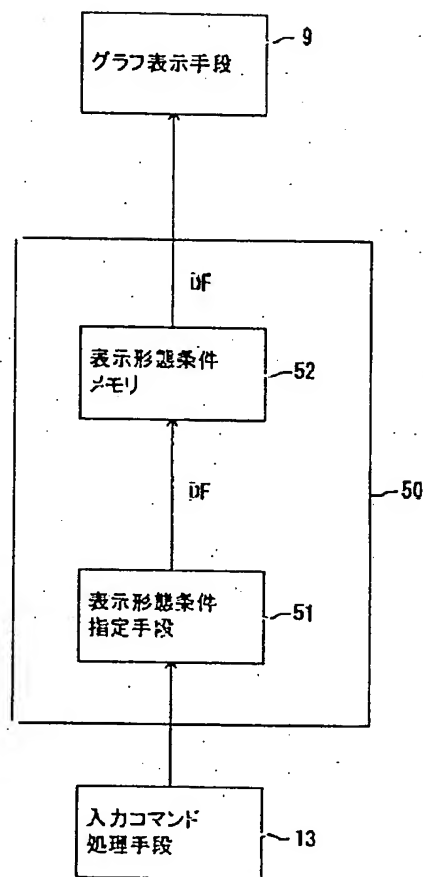 グラフ表示手段
9
DF
表示形態条件
メモリ
52
DF
50
表示形態条件
指定手段
51
入力コマンド
処理手段
13